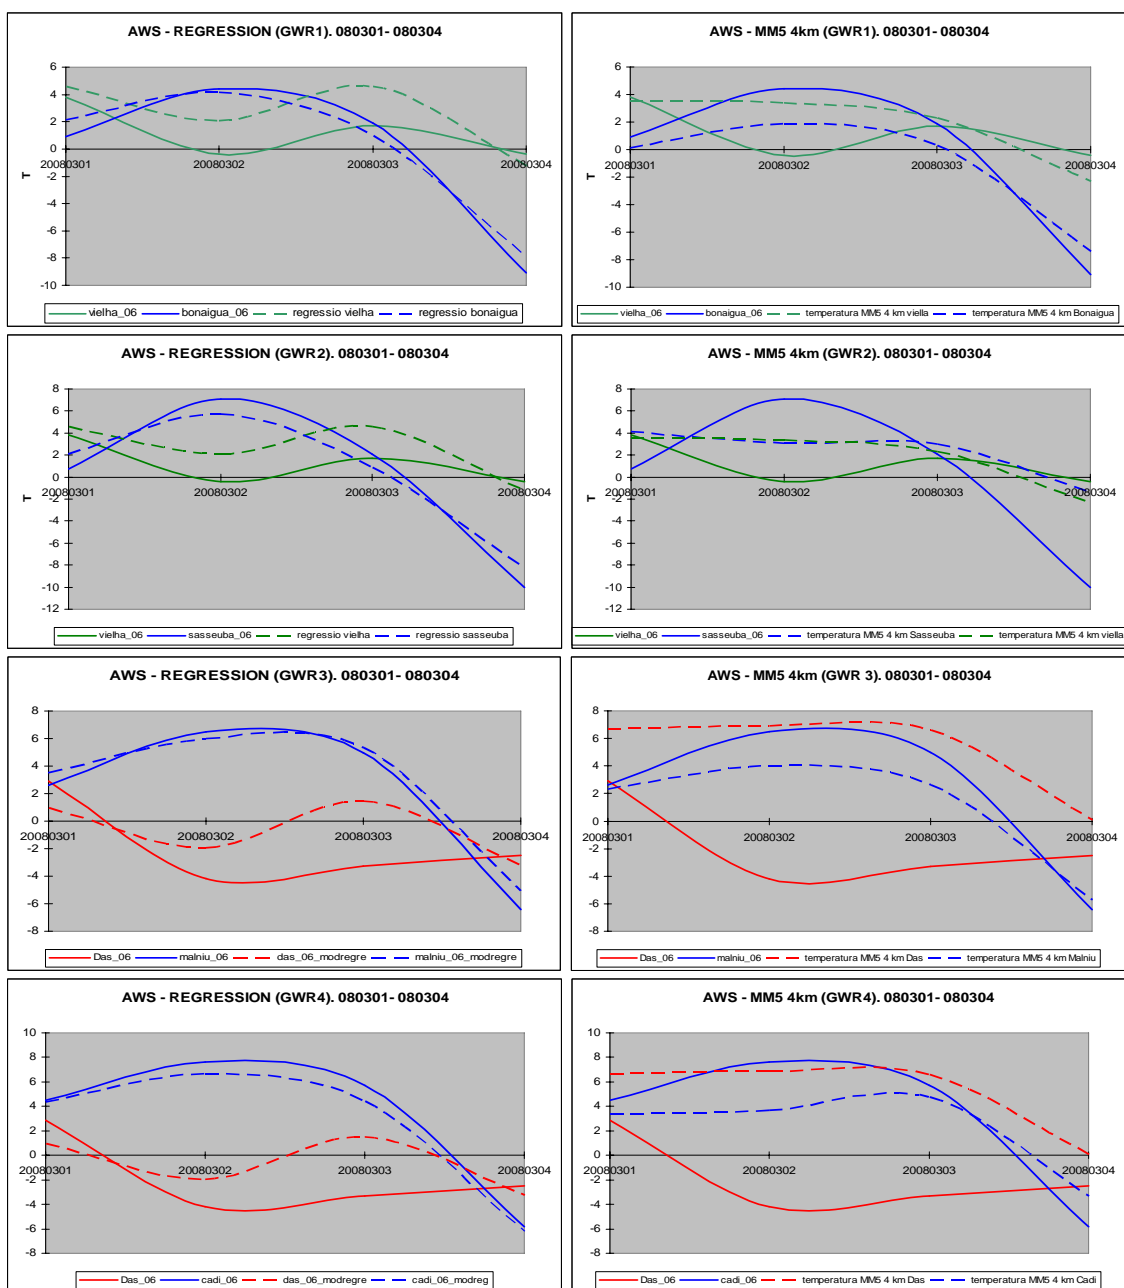 AWS - REGRESSION (GWR1). 080301- 080304
6
4
2
0
-2
-4
-6
-8
-10
T
20080301 20080302 20080303 20080304
vielha_06 bonaigua_06 regressio vielha regressio bonaigua
AWS - MM5 4km (GWR1). 080301- 080304
6
4
2
0
-2
-4
-6
-8
-10
T
20080301 20080302 20080303 20080304
vielha_06 bonaigua_06 temperatura MM5 4 km viella temperatura MM5 4 km Bonaigua
AWS - REGRESSION (GWR2). 080301- 080304
8
6
4
2
0
-2
-4
-6
-8
-10
-12
T
20080301 20080302 20080303 20080304
vielha_06 sasseuba_06 regressio vielha regressio sasseuba
AWS - MM5 4km (GWR2). 080301- 080304
8
6
4
2
0
-2
-4
-6
-8
-10
-12
T
20080301 20080302 20080303 20080304
vielha_06 sasseuba_06 temperatura MM5 4 km Sasseuba temperatura MM5 4 km viella
AWS - REGRESSION (GWR3). 080301- 080304
8
6
4
2
0
-2
-4
-6
-8
20080301 20080302 20080303 20080304
Das_06 malniu_06 das_06_modregre malniu_06_modregre
AWS - MM5 4km (GWR 3). 080301- 080304
8
6
4
2
0
-2
-4
-6
-8
20080301 20080302 20080303 20080304
Das_06 malniu_06 temperatura MM5 4 km Das temperatura MM5 4 km Malniu
AWS - REGRESSION (GWR4). 080301- 080304
10
8
6
4
2
0
-2
-4
-6
-8
20080301 20080302 20080303 20080304
Das_06 cadi_06 das_06_modregre cadi_06_modreg
AWS - MM5 4km (GWR4). 080301- 080304
10
8
6
4
2
0
-2
-4
-6
-8
20080301 20080302 20080303 20080304
Das_06 cadi_06 temperatura MM5 4 km Das temperatura MM5 4 km Cadi